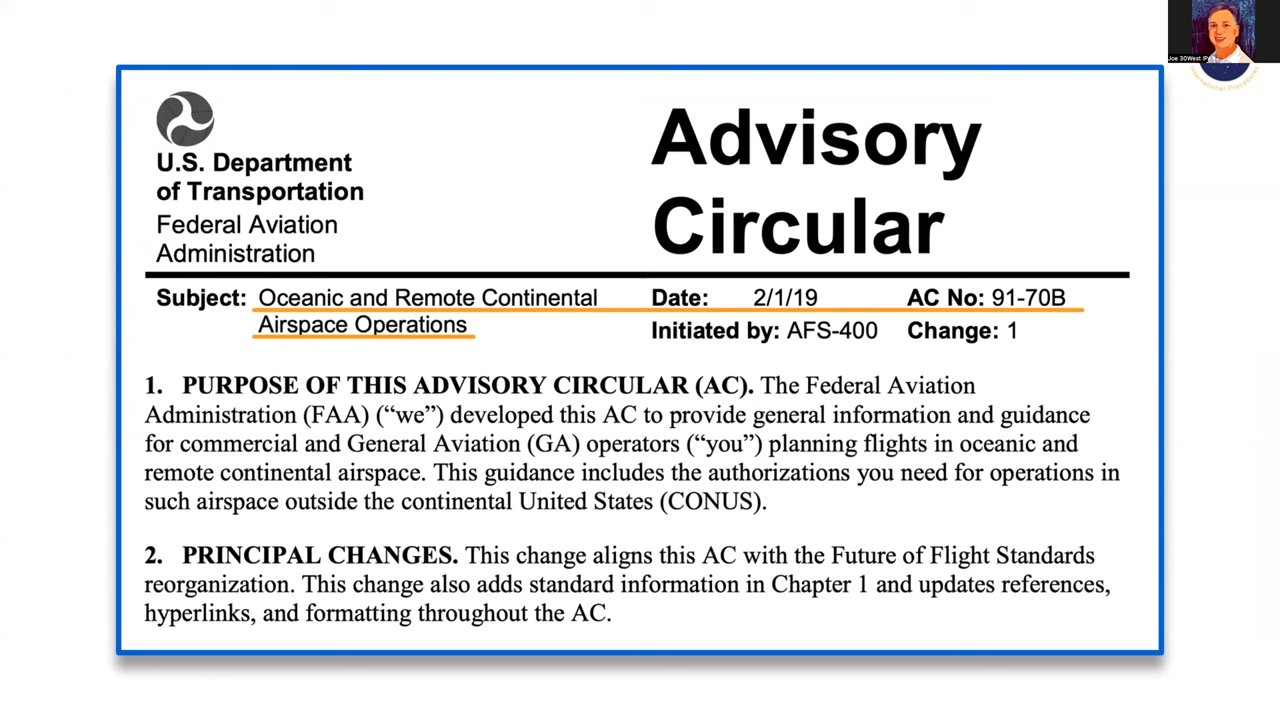 Joe 30West IP
International Procedures
U.S. Department
of Transportation
Federal Aviation
Administration
Advisory
Circular
Subject: Oceanic and Remote Continental
Airspace Operations
Date: 2/1/19
AC No: 91-70B
Initiated by: AFS-400
Change: 1
1. PURPOSE OF THIS ADVISORY CIRCULAR (AC). The Federal Aviation
Administration (FAA) (“we”) developed this AC to provide general information and guidance
for commercial and General Aviation (GA) operators (“you”) planning flights in oceanic and
remote continental airspace. This guidance includes the authorizations you need for operations in
such airspace outside the continental United States (CONUS).
2. PRINCIPAL CHANGES. This change aligns this AC with the Future of Flight Standards
reorganization. This change also adds standard information in Chapter 1 and updates references,
hyperlinks, and formatting throughout the AC.